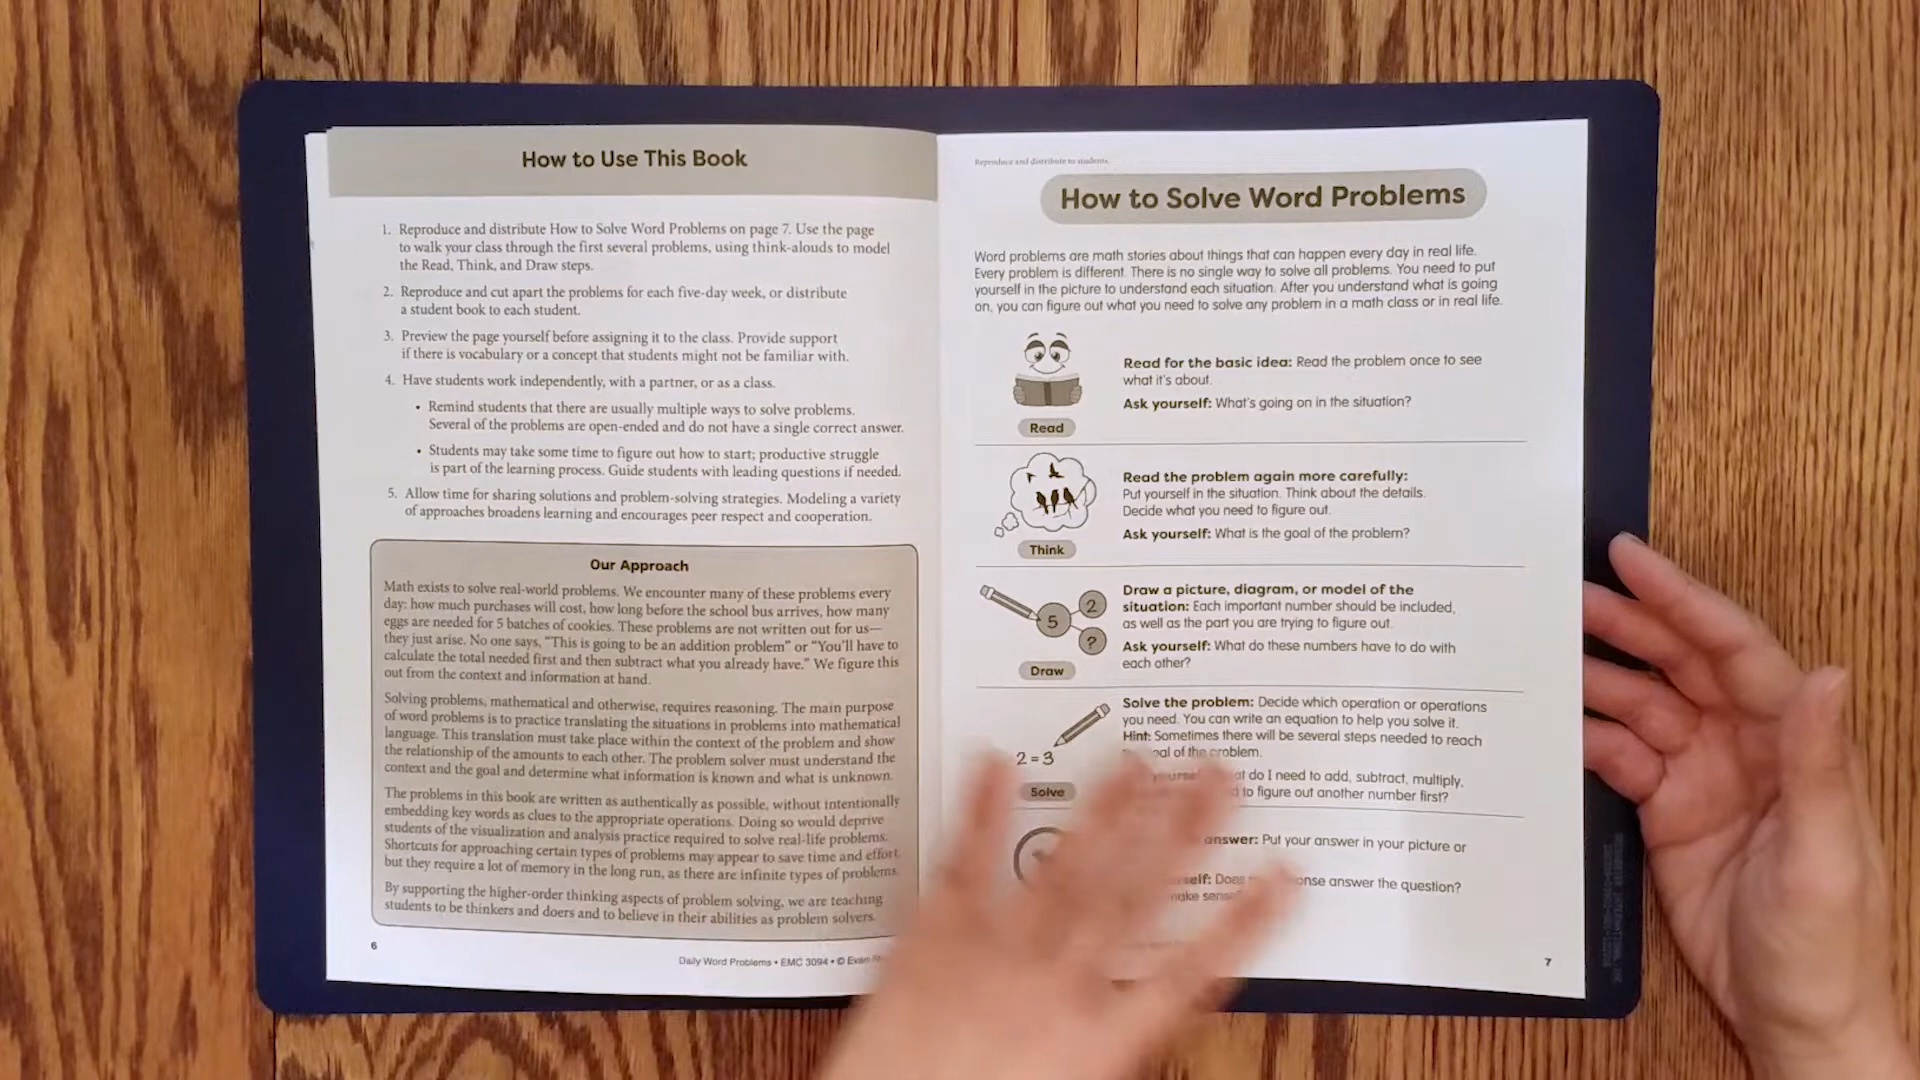 How to Use This Book
1. Reproduce and distribute How to Solve Word Problems on page 7. Use the page
to walk your class through the first several problems, using think-alouds to model
the Read, Think, and Draw steps.
2. Reproduce and cut apart the problems for each five-day week, or distribute
a student book to each student.
3. Preview the page yourself before assigning it to the class. Provide support
if there is vocabulary or a concept that students might not be familiar with.
4. Have students work independently, with a partner, or as a class.
• Remind students that there are usually multiple ways to solve problems.
Several of the problems are open-ended and do not have a single correct answer.
• Students may take some time to figure out how to start; productive struggle
is part of the learning process. Guide students with leading questions if needed.
5. Allow time for sharing solutions and problem-solving strategies. Modeling a variety
of approaches broadens learning and encourages peer respect and cooperation.
Our Approach
Math exists to solve real-world problems. We encounter many of these problems every
day: how much purchases will cost, how long before the school bus arrives, how many
eggs are needed for 5 batches of cookies. These problems are not written out for us—
they just arise. No one says, "This is going to be an addition problem" or "You'll have to
calculate the total needed first and then subtract what you already have." We figure this
out from the context and information at hand.
Solving problems, mathematical and otherwise, requires reasoning. The main purpose
of word problems is to practice translating the situations in problems into mathematical
language. This translation must take place within the context of the problem and show
the relationship of the amounts to each other. The problem solver must understand the
context and the goal and determine what information is known and what is unknown.
The problems in this book are written as authentically as possible, without intentionally
embedding key words as clues to the appropriate operations. Doing so would deprive
students of the visualization and analysis practice required to solve real-life problems.
Shortcuts for approaching certain types of problems may appear to save time and effort,
but they require a lot of memory in the long run, as there are infinite types of problems.
By supporting the higher-order thinking aspects of problem solving, we are teaching
students to be thinkers and doers and to believe in their abilities as problem solvers.
6
Daily Word Problems • EMC 3094 • ©
Reproduce and distribute to students.
How to Solve Word Problems
Word problems are math stories about things that can happen every day in real life.
Every problem is different. There is no single way to solve all problems. You need to put
yourself in the picture to understand each situation. After you understand what is going
on, you can figure out what you need to solve any problem in a math class or in real life.
Read for the basic idea: Read the problem once to see
what it's about.
Ask yourself: What's going on in the situation?
Read
Read the problem again more carefully:
Put yourself in the situation. Think about the details.
Decide what you need to figure out.
Ask yourself: What is the goal of the problem?
Think
Draw a picture, diagram, or model of the
situation: Each important number should be included,
as well as the part you are trying to figure out.
Ask yourself: What do these numbers have to do with
each other?
5
2
?
Draw
Solve the problem: Decide which operation or operations
you need. You can write an equation to help you solve it.
Hint: Sometimes there will be several steps needed to reach
of the problem.
2 = 3
do I need to add, subtract, multiply,
to figure out another number first?
Solve
answer: Put your answer in your picture or
answer the question?
make
7